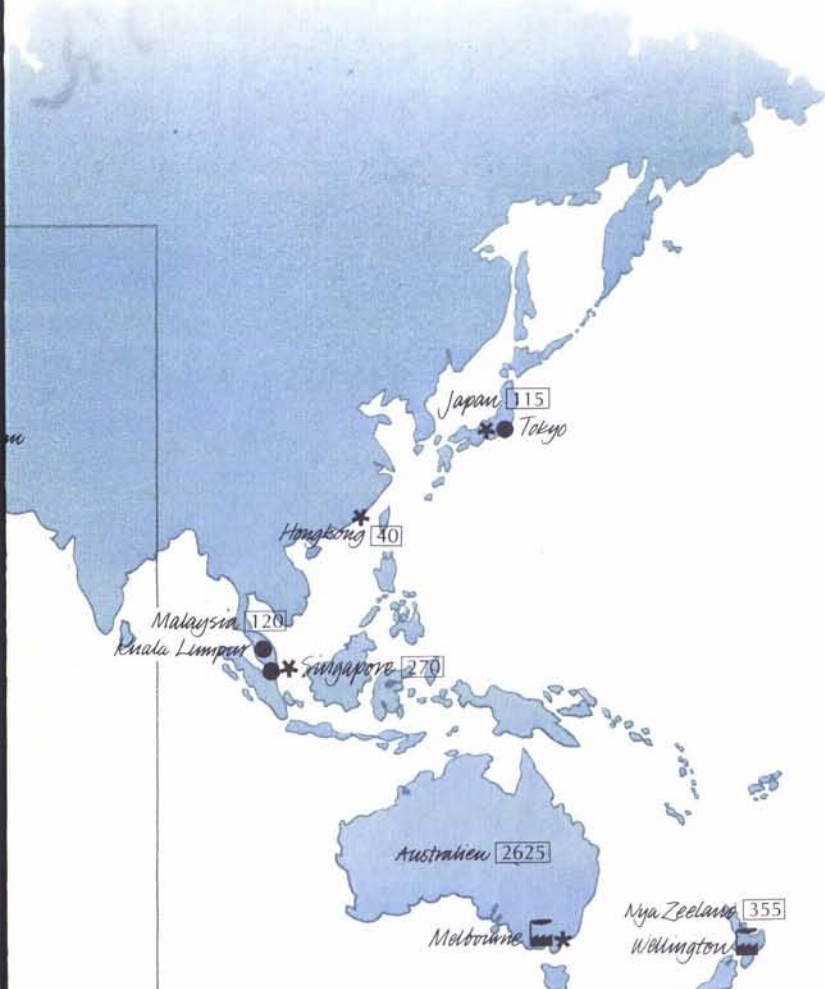 Japan 115
Tokyo
Hongkong 40
Malaysia 120
Kuala Lumpur
Singapore 270
Australien 2625
Melbourne
Nya Zeeland 355
Wellington